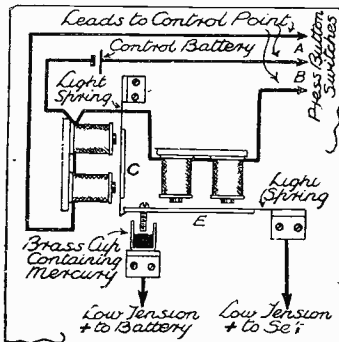 Leads to Control Point
Control Battery
A
B
Press Button
Switches
Light
Spring
C
E
Light
Spring
Brass Cup
Containing
Mercury
Low Tension
+ to Battery
Low Tension
+ to Set